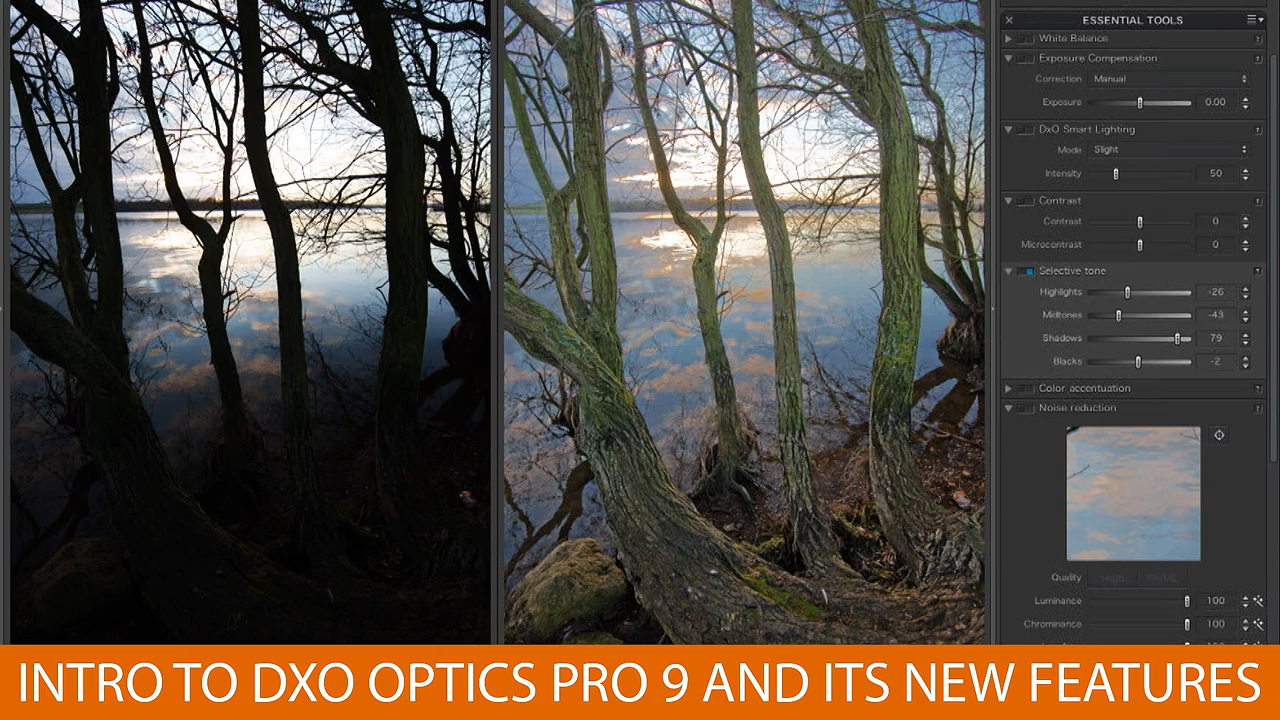 ESSENTIAL TOOLS
White Balance ?
Exposure Compensation ?
Correction Manual
Exposure 0.00
DxO Smart Lighting ?
Mode Slight
Intensity 50
Contrast ?
Contrast 0
Microcontrast 0
Selective tone ?
Highlights -26
Midtones -43
Shadows 79
Blacks -2
Color accentuation ?
Noise reduction ?
Quality HIGH PRIME
Luminance 100
Chrominance 100
INTRO TO DXO OPTICS PRO 9 AND ITS NEW FEATURES